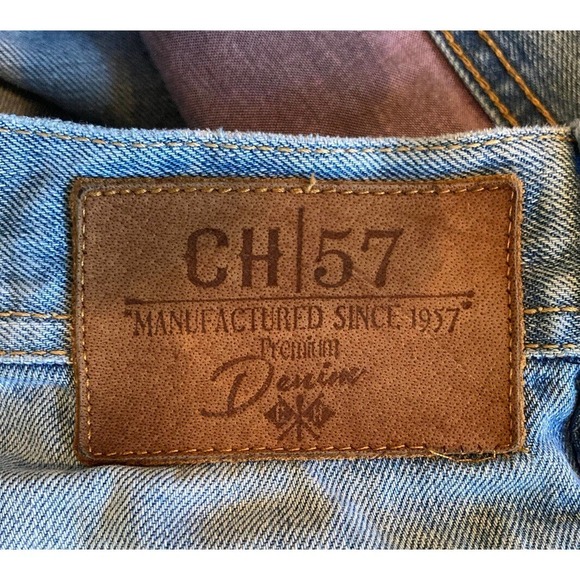 CH|57
"MANUFACTURED SINCE 1957"
Premium
Denim
C H